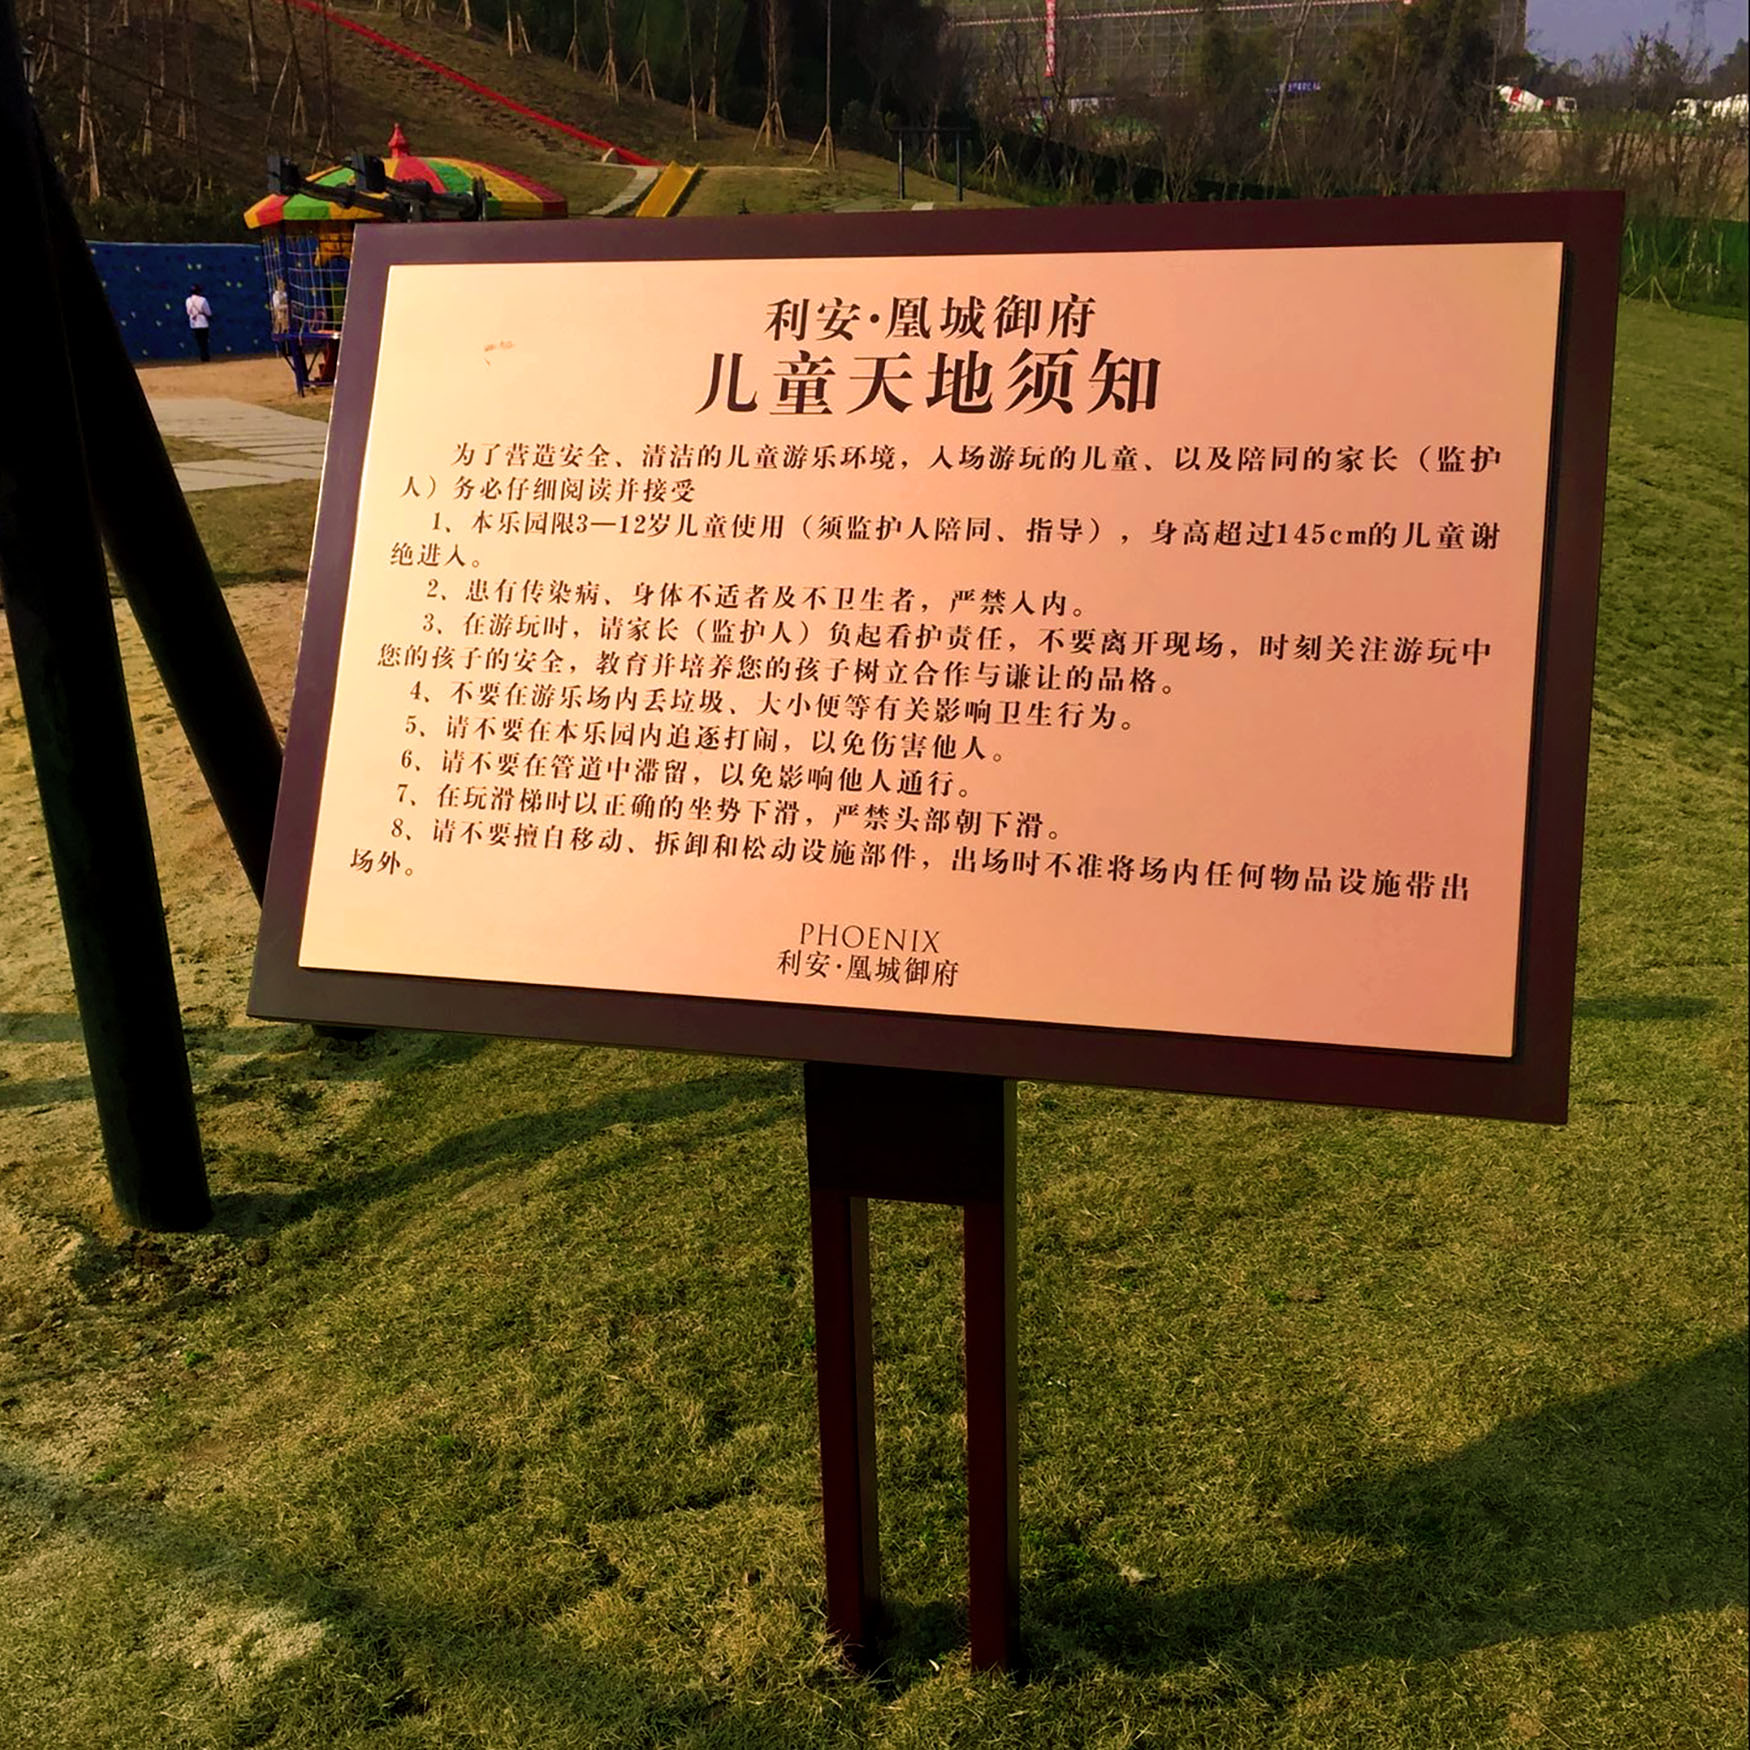 利安·凰城御府
儿童天地须知
为了营造安全、清洁的儿童游乐环境，入场游玩的儿童、以及陪同的家长（监护
人）务必仔细阅读并接受
1、本乐园限3—12岁儿童使用（须监护人陪同、指导），身高超过145cm的儿童谢
绝进入。
2、患有传染病、身体不适者及不卫生者，严禁入内。
3、在游玩时，请家长（监护人）负起看护责任，不要离开现场，时刻关注游玩中
您的孩子的安全，教育并培养您的孩子树立合作与谦让的品格。
4、不要在游乐场内丢垃圾、大小便等有关影响卫生行为。
5、请不要在本乐园内追逐打闹，以免伤害他人。
6、请不要在管道中滞留，以免影响他人通行。
7、在玩滑梯时以正确的坐势下滑，严禁头部朝下滑。
8、请不要擅自移动、拆卸和松动设施部件，出场时不准将场内任何物品设施带出
场外。
PHOENIX
利安·凰城御府